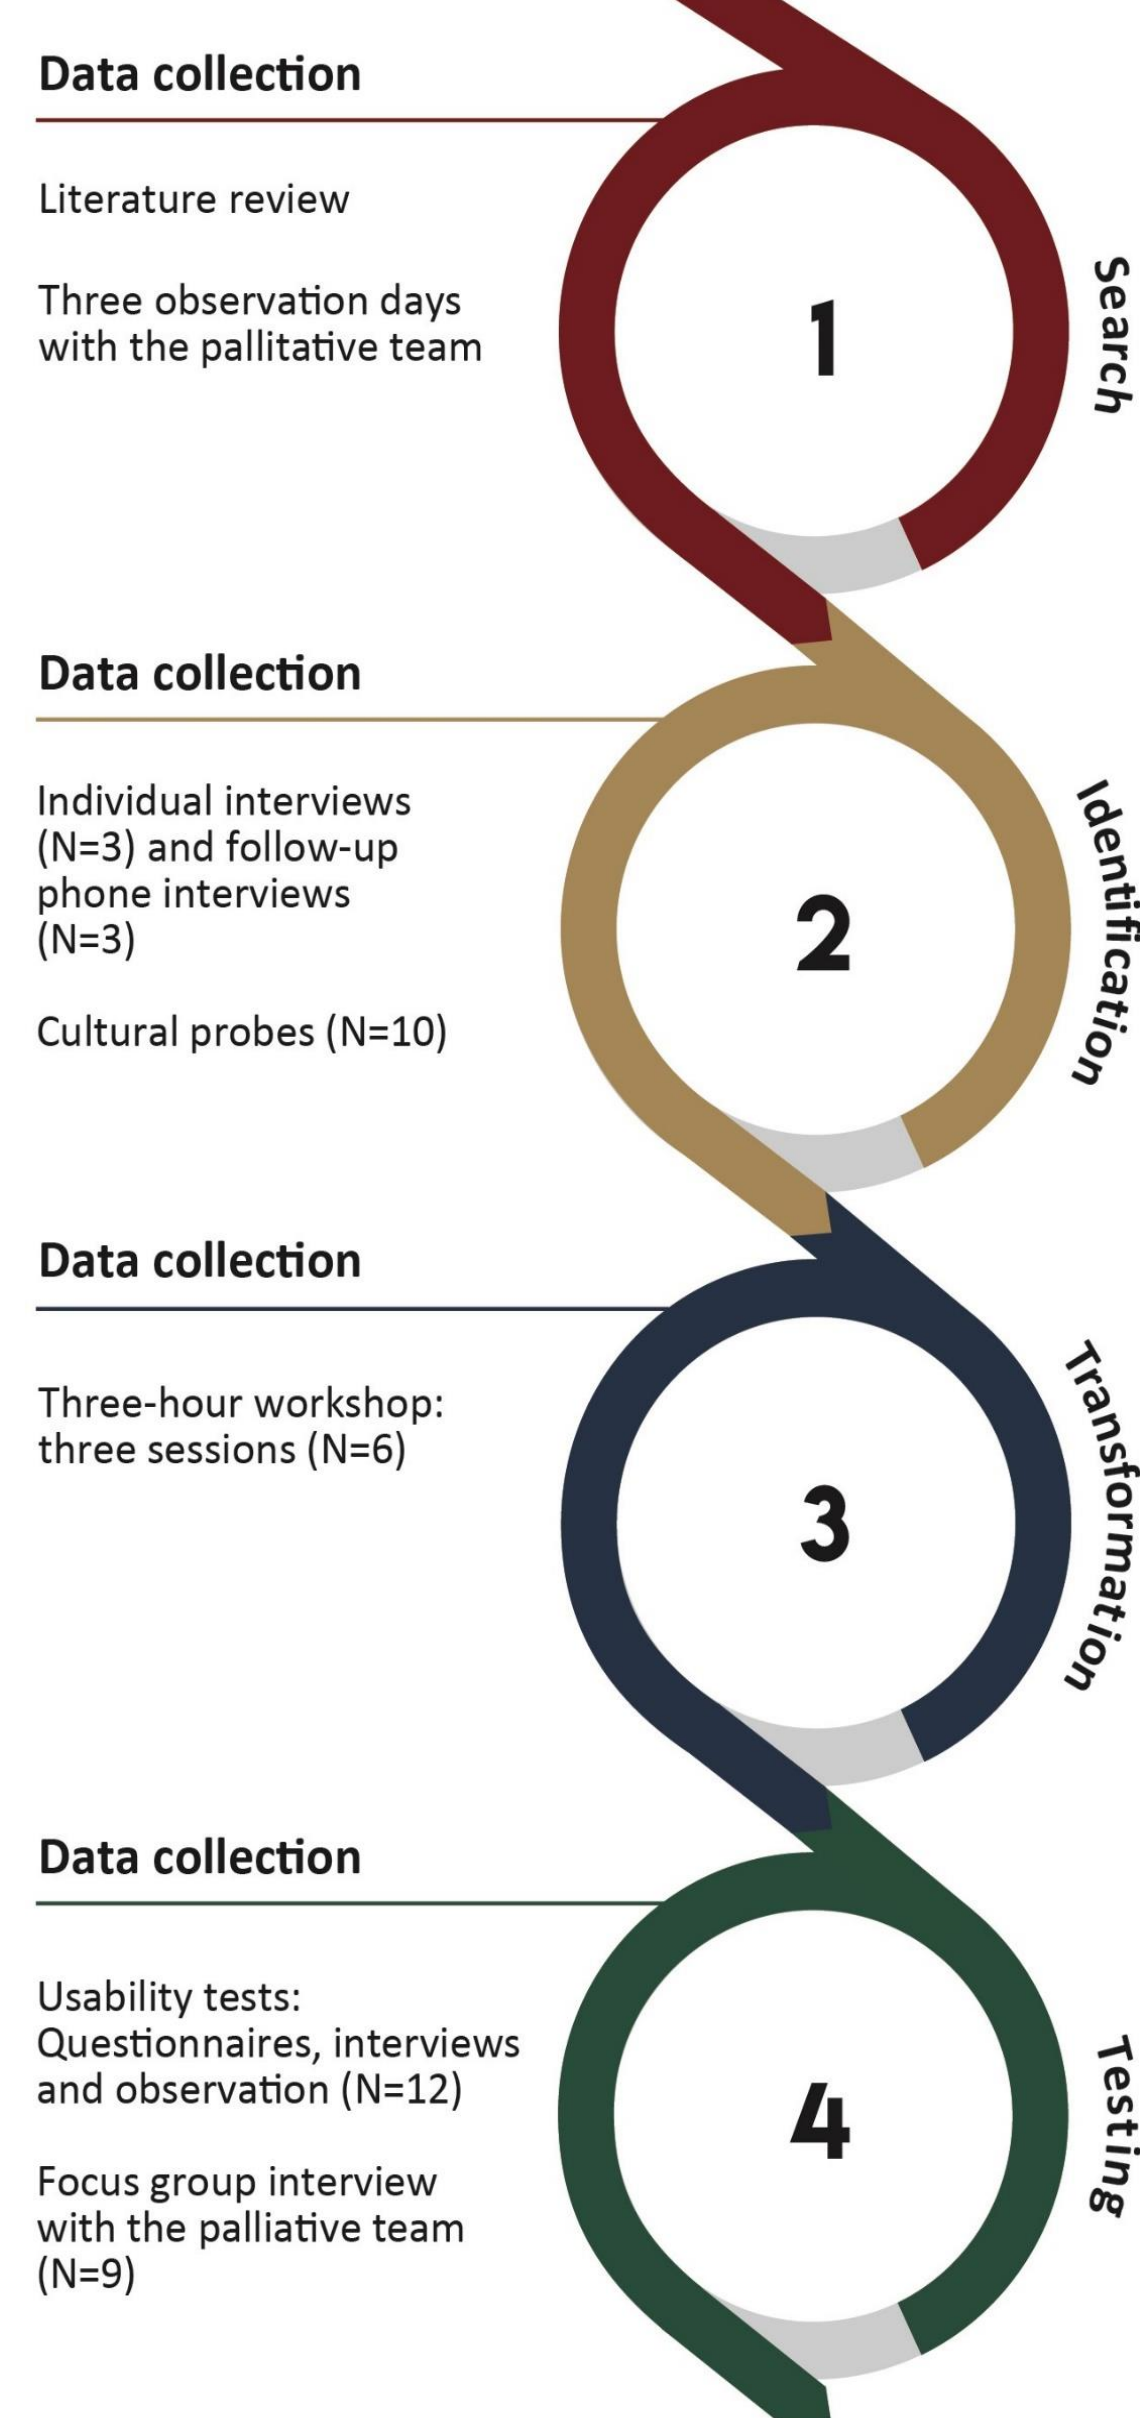 Data collection
Literature review
Three observation days
with the pallitative team
1
Search
Data collection
Individual interviews
(N=3) and follow-up
phone interviews
(N=3)
Cultural probes (N=10)
2
Identification
Data collection
Three-hour workshop:
three sessions (N=6)
3
Transformation
Data collection
Usability tests:
Questionnaires, interviews
and observation (N=12)
Focus group interview
with the palliative team
(N=9)
4
Testing